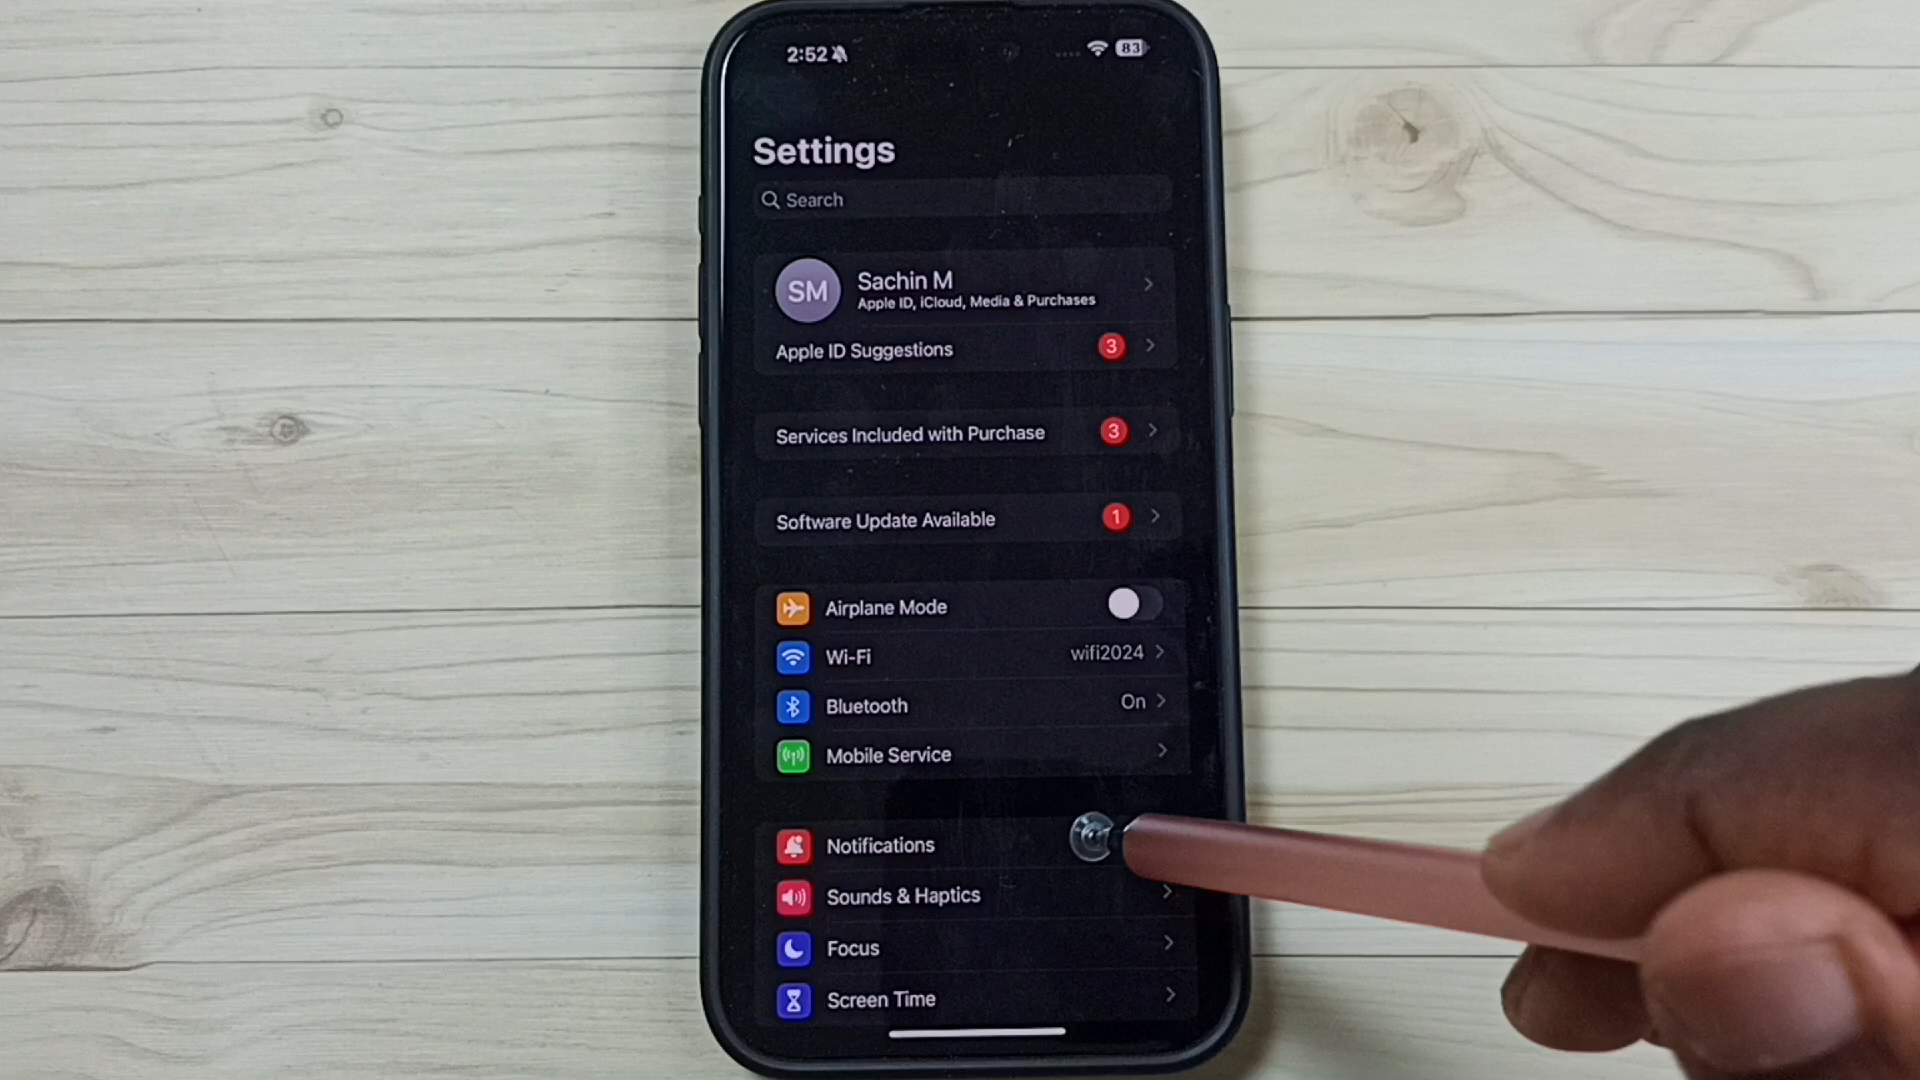 2:52
83
Settings
Search
SM
Sachin M
Apple ID, iCloud, Media & Purchases
Apple ID Suggestions 3
Services Included with Purchase 3
Software Update Available 1
Airplane Mode
Wi-Fi wifi2024
Bluetooth On
Mobile Service
Notifications
Sounds & Haptics
Focus
Screen Time